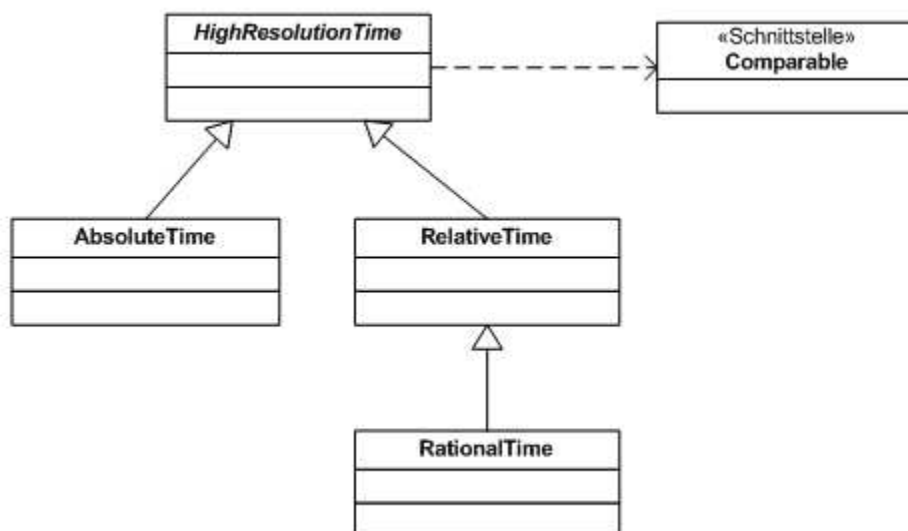 HighResolutionTime
«Schnittstelle»
Comparable
AbsoluteTime
RelativeTime
RationalTime